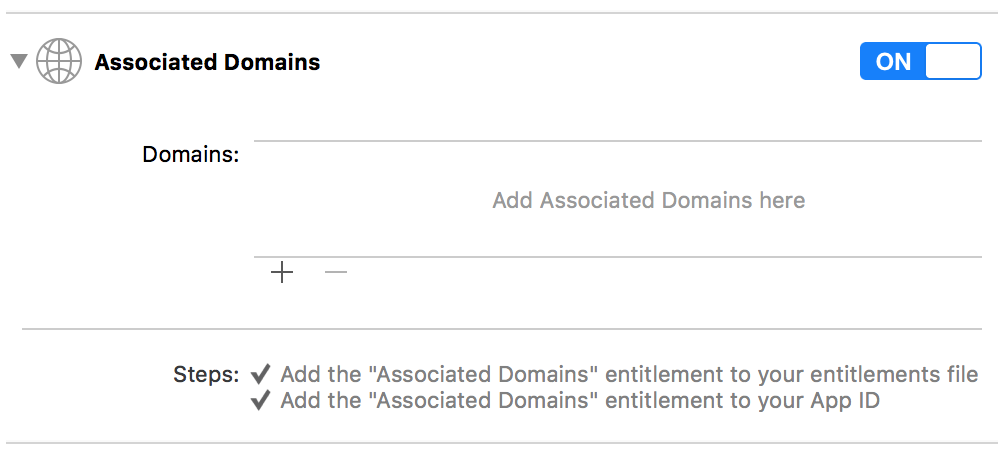 Associated Domains
ON
Domains:
Add Associated Domains here
Steps: ✔ Add the "Associated Domains" entitlement to your entitlements file
✔ Add the "Associated Domains" entitlement to your App ID